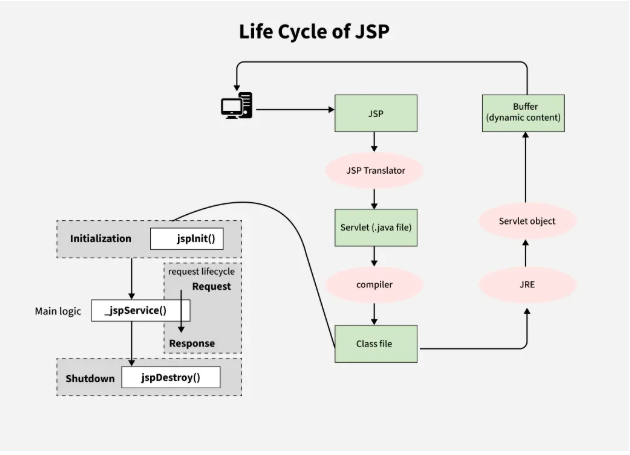 Life Cycle of JSP
JSP
Buffer
(dynamic content)
JSP Translator
Servlet (.java file)
Servlet object
compiler
JRE
Class file
Initialization
jspInit()
request lifecycle
Request
Main logic
_jspService()
Response
Shutdown
jspDestroy()